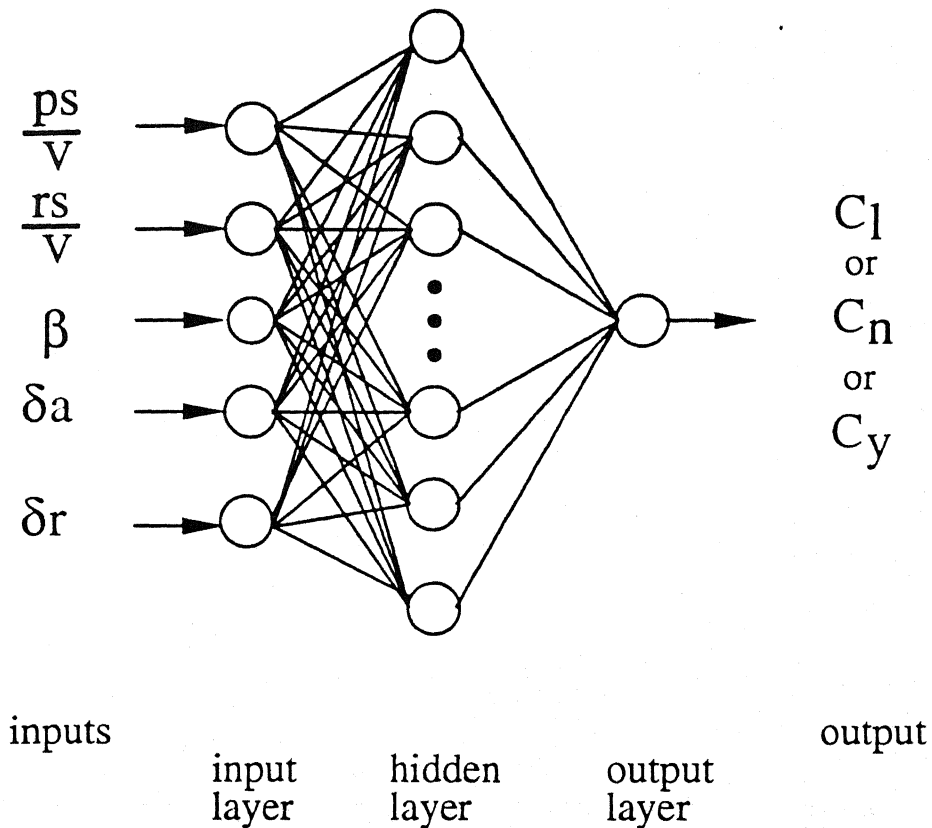 ps
V
rs
V
β
δa
δr
Cl
or
Cn
or
Cy
inputs
input
layer
hidden
layer
output
layer
output